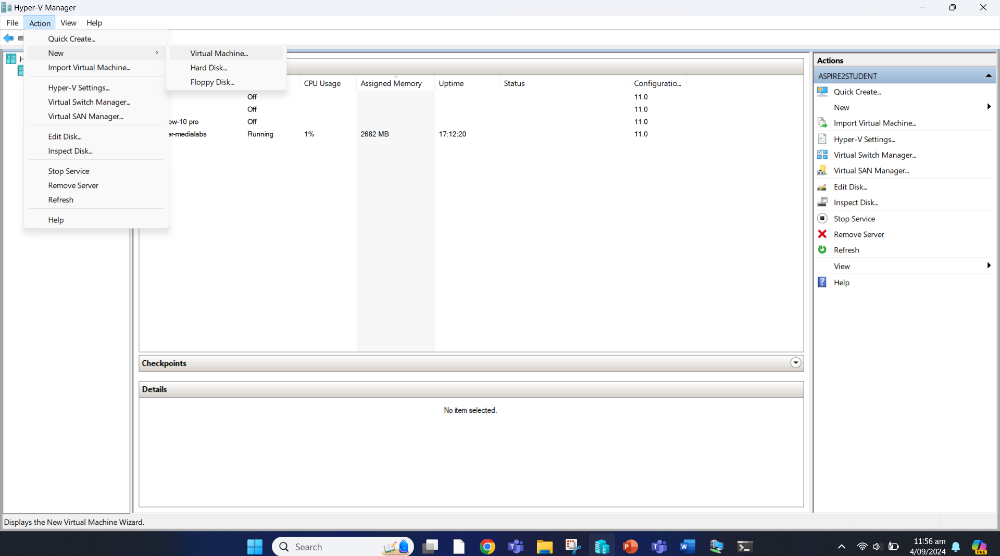 Hyper-V Manager
File Action View Help
Quick Create...
New
Import Virtual Machine...
Hyper-V Settings...
Virtual Switch Manager...
Virtual SAN Manager...
Edit Disk...
Inspect Disk...
Stop Service
Remove Server
Refresh
Help
Virtual Machine...
Hard Disk...
Floppy Disk...
CPU Usage Assigned Memory Uptime Status Configuratio...
Off 11.0
Off 11.0
ow-10 pro Off 11.0
er-medialabs Running 1% 2682 MB 17:12:20 11.0
Checkpoints
Details
No item selected.
Actions
ASPIRE2STUDENT
Quick Create...
New
Import Virtual Machine...
Hyper-V Settings...
Virtual Switch Manager...
Virtual SAN Manager...
Edit Disk...
Inspect Disk...
Stop Service
Remove Server
Refresh
View
Help
Displays the New Virtual Machine Wizard.
Search
11:56 am
4/09/2024
PRE